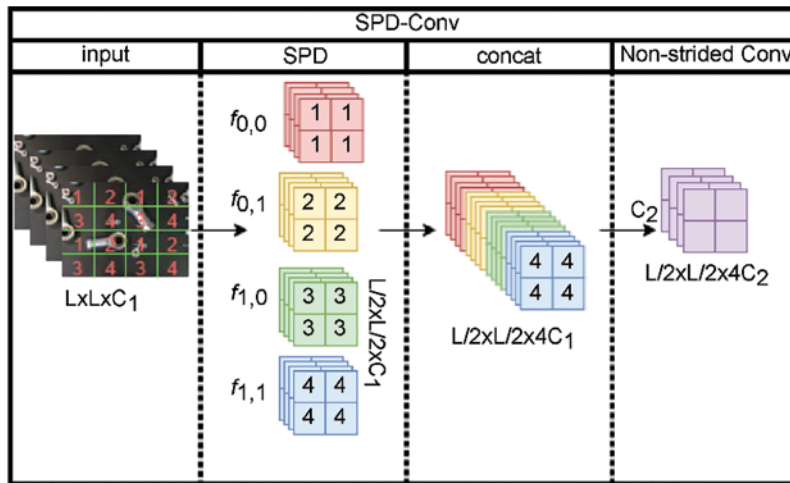 SPD-Conv
input
SPD
concat
Non-strided Conv
1 2 1 2
3 4 3 4
1 2 1 2
3 4 3 4
LxLxC1
f0,0
1 1
1 1
f0,1
2 2
2 2
f1,0
3 3
3 3
f1,1
4 4
4 4
L/2xL/2xC1
4 4
4 4
L/2xL/2x4C1
C2
L/2xL/2x4C2